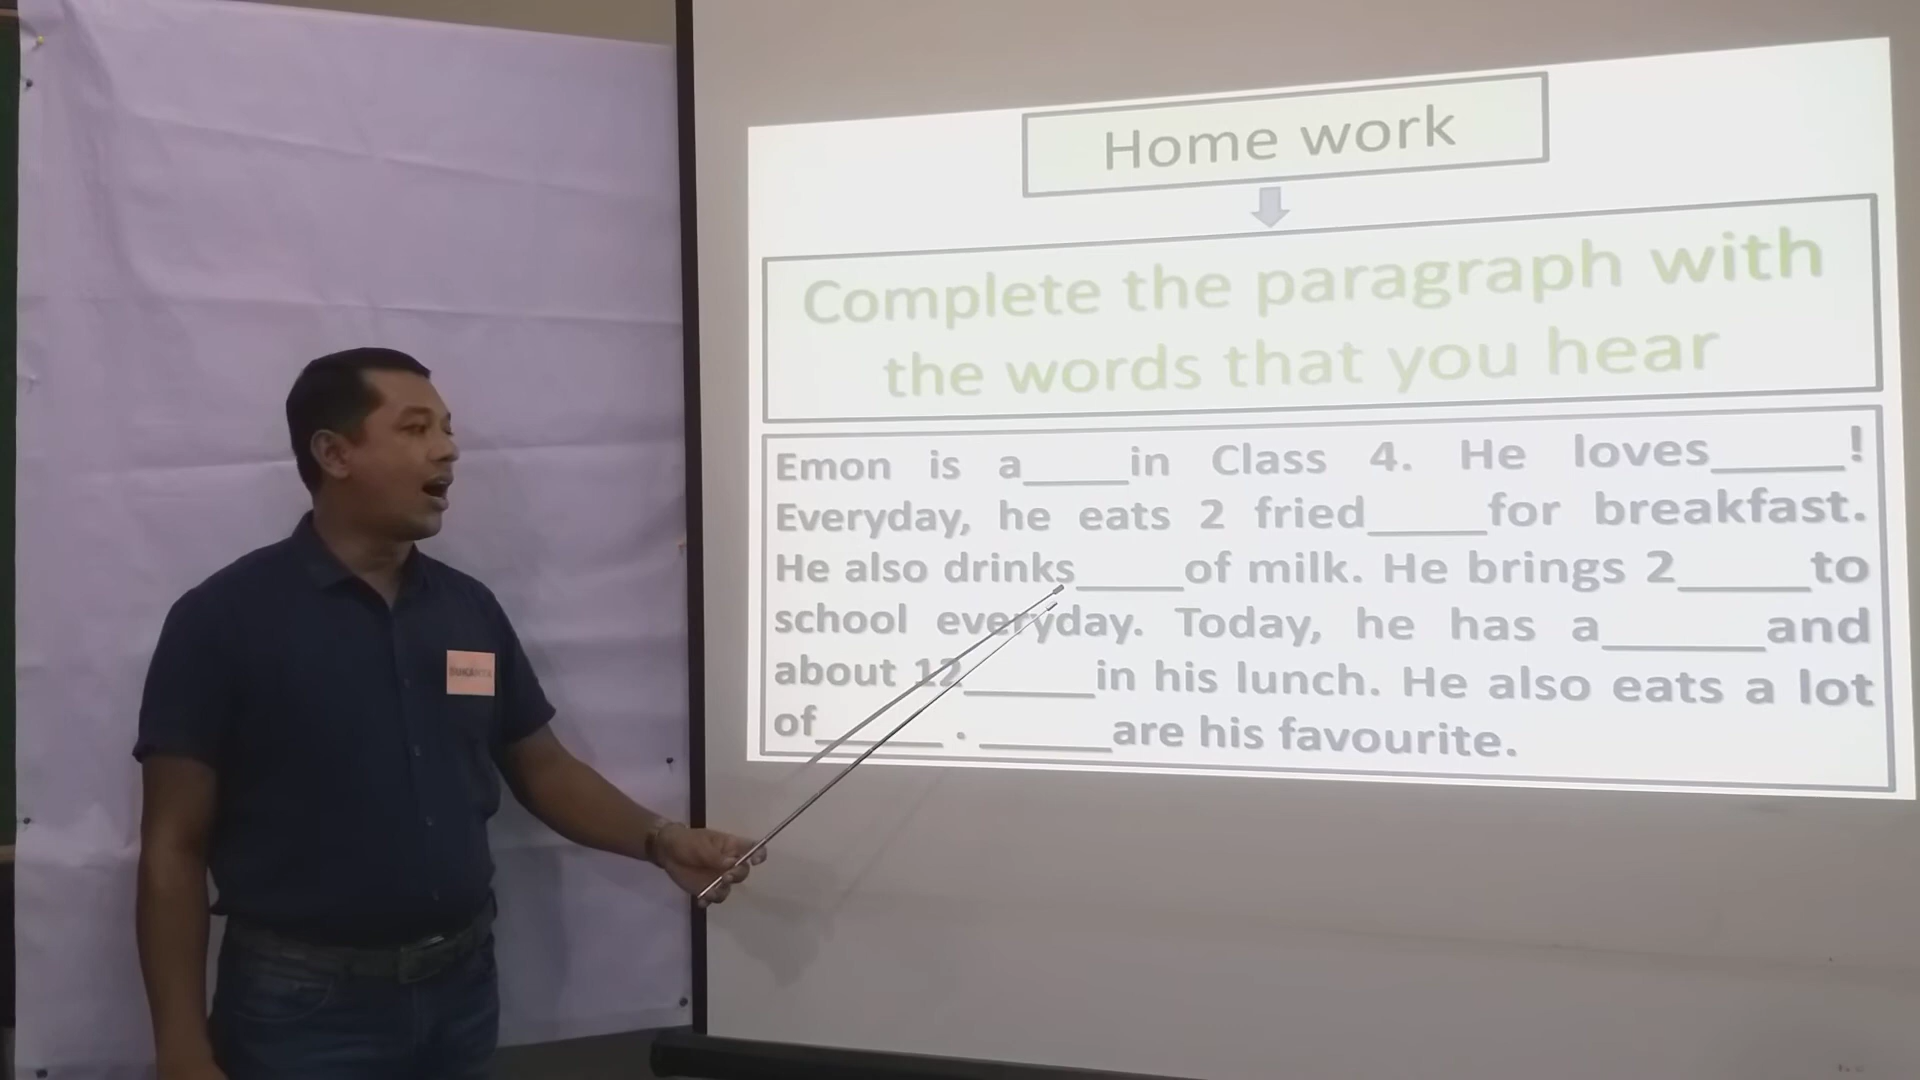 Home work
Complete the paragraph with
the words that you hear
Emon is a_____in Class 4. He loves______!
Everyday, he eats 2 fried_____for breakfast.
He also drinks_____of milk. He brings 2______to
school everyday. Today, he has a_______and
about 12______in his lunch. He also eats a lot
of______. ______are his favourite.